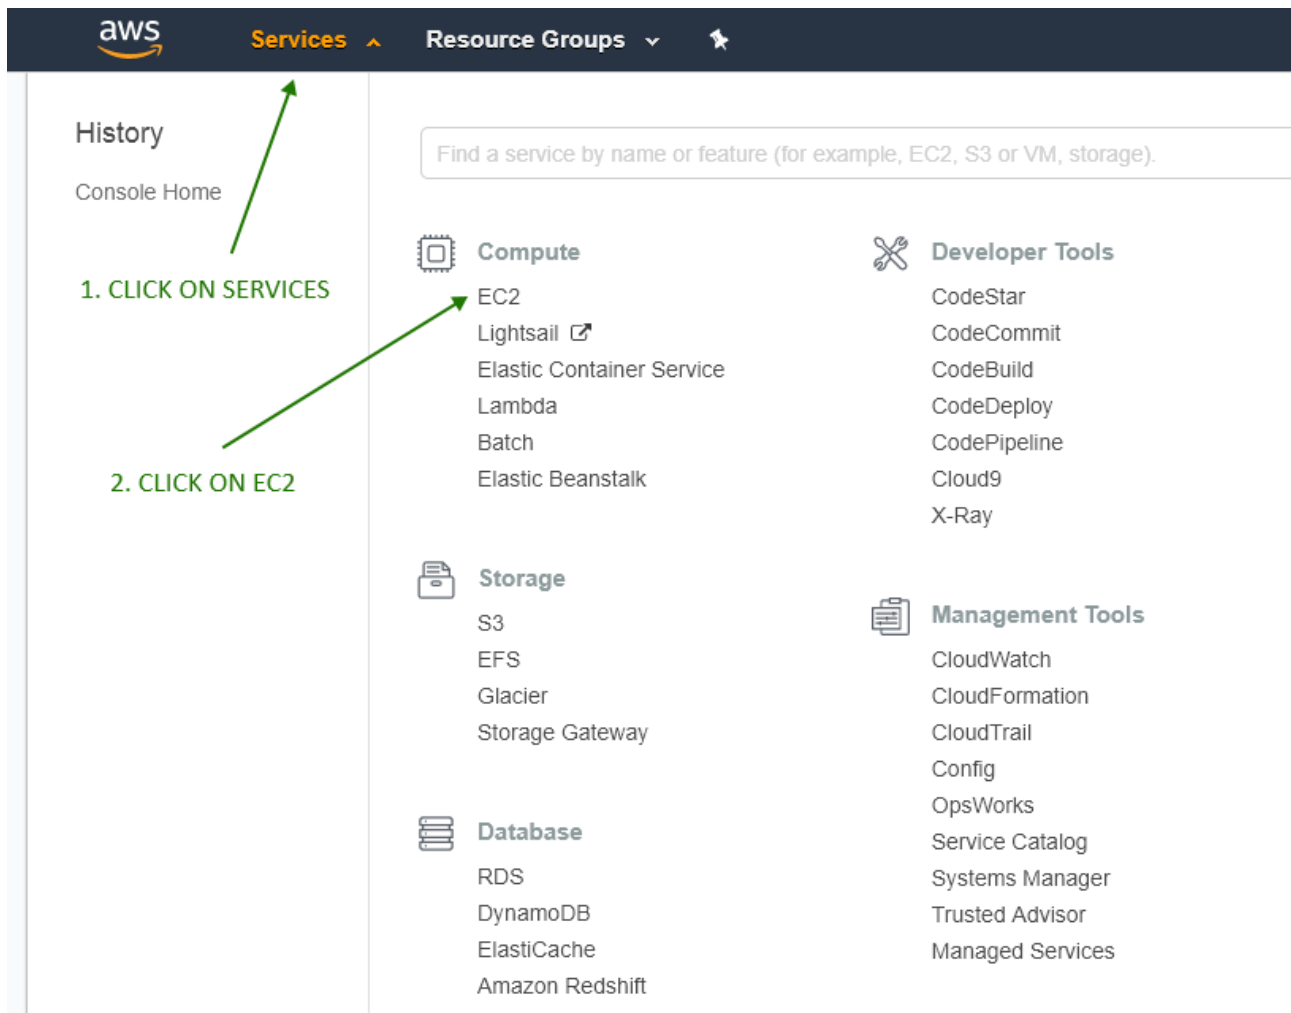 aws
Services
Resource Groups
History
Console Home
1. CLICK ON SERVICES
2. CLICK ON EC2
Find a service by name or feature (for example, EC2, S3 or VM, storage).
Compute
EC2
Lightsail
Elastic Container Service
Lambda
Batch
Elastic Beanstalk
Storage
S3
EFS
Glacier
Storage Gateway
Database
RDS
DynamoDB
ElastiCache
Amazon Redshift
Developer Tools
CodeStar
CodeCommit
CodeBuild
CodeDeploy
CodePipeline
Cloud9
X-Ray
Management Tools
CloudWatch
CloudFormation
CloudTrail
Config
OpsWorks
Service Catalog
Systems Manager
Trusted Advisor
Managed Services